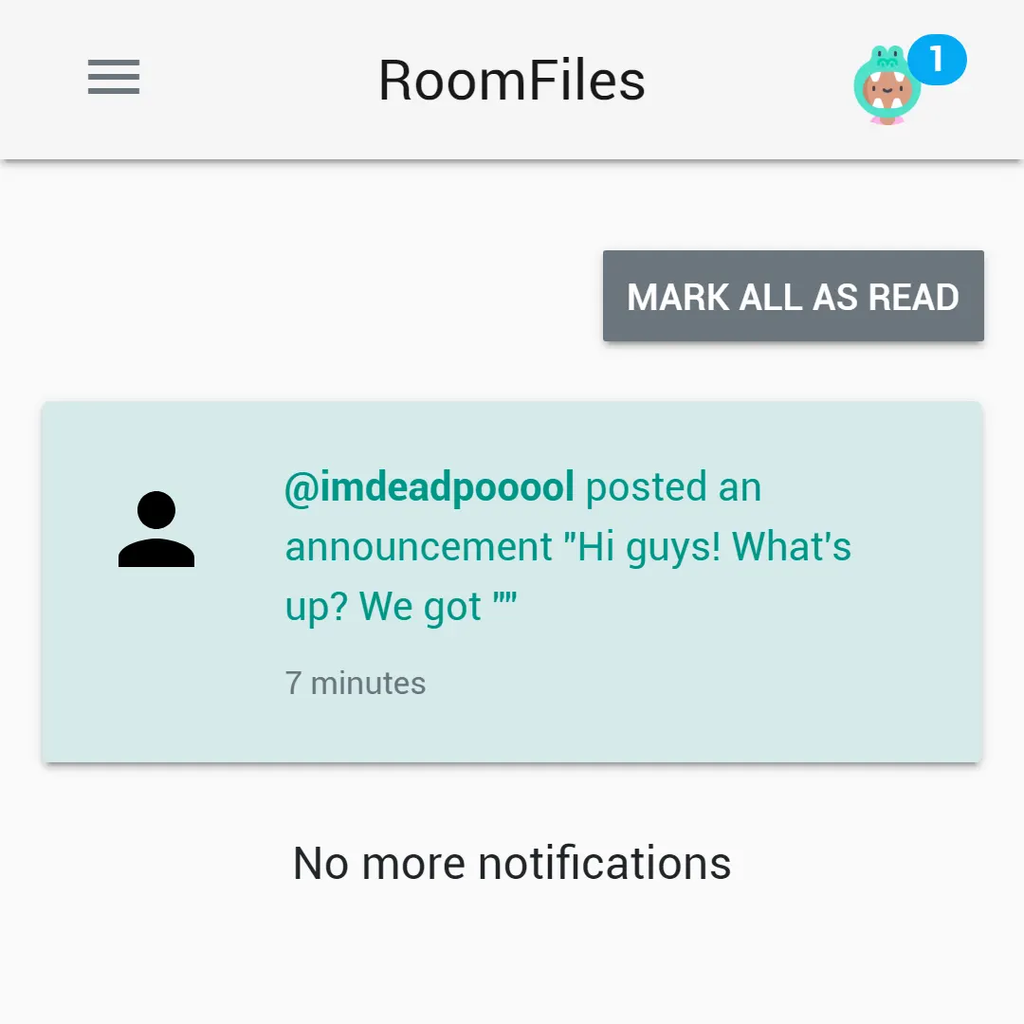 RoomFiles
1
MARK ALL AS READ
@imdeadpooool posted an
announcement "Hi guys! What's
up? We got ""
7 minutes
No more notifications